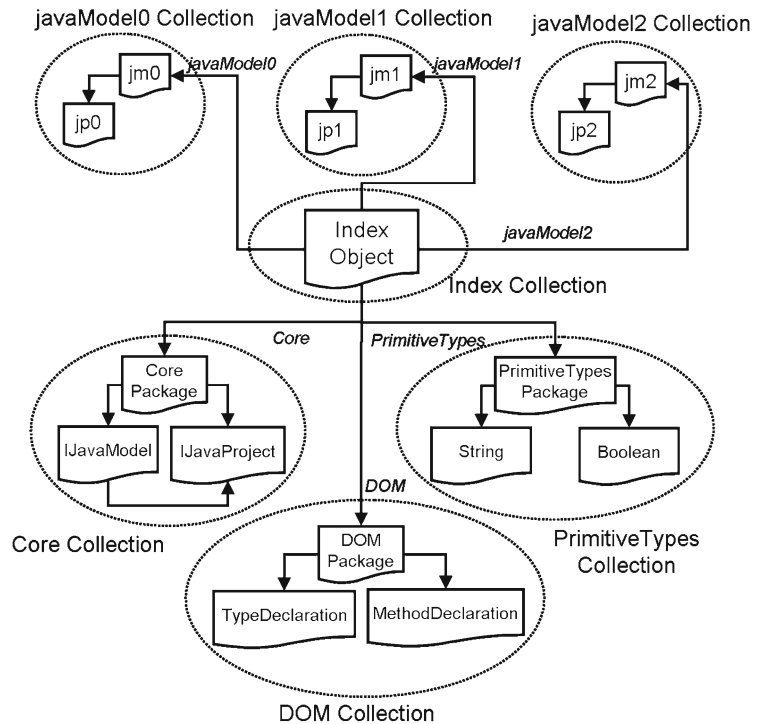 javaModel0 Collection
javaModel1 Collection
javaModel2 Collection
jm0
javaModel0
jp0
jm1
javaModel1
jp1
jm2
jp2
Index
Object
javaModel2
Index Collection
Core
PrimitiveTypes
Core
Package
IJavaModel
IJavaProject
PrimitiveTypes
Package
String
Boolean
DOM
Core Collection
PrimitiveTypes
Collection
DOM
Package
TypeDeclaration
MethodDeclaration
DOM Collection